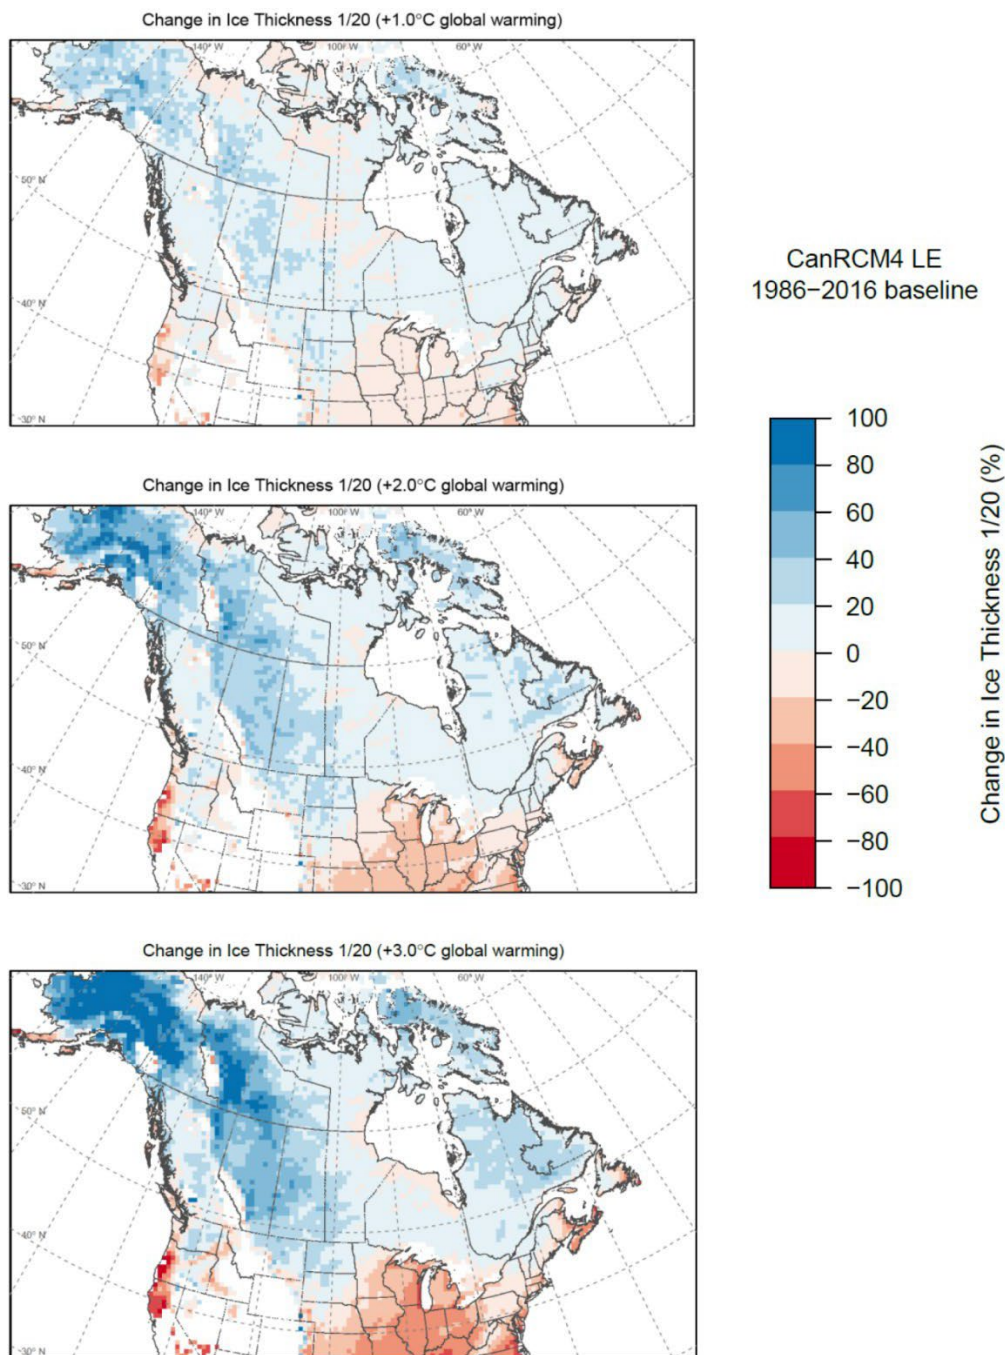 Change in Ice Thickness 1/20 (+1.0°C global warming)
140° W
100° W
60° W
50° N
40° N
30° N
CanRCM4 LE
1986−2016 baseline
Change in Ice Thickness 1/20 (+2.0°C global warming)
140° W
100° W
60° W
50° N
40° N
30° N
100
80
60
40
20
0
−20
−40
−60
−80
−100
Change in Ice Thickness 1/20 (%)
Change in Ice Thickness 1/20 (+3.0°C global warming)
140° W
100° W
60° W
50° N
40° N
30° N